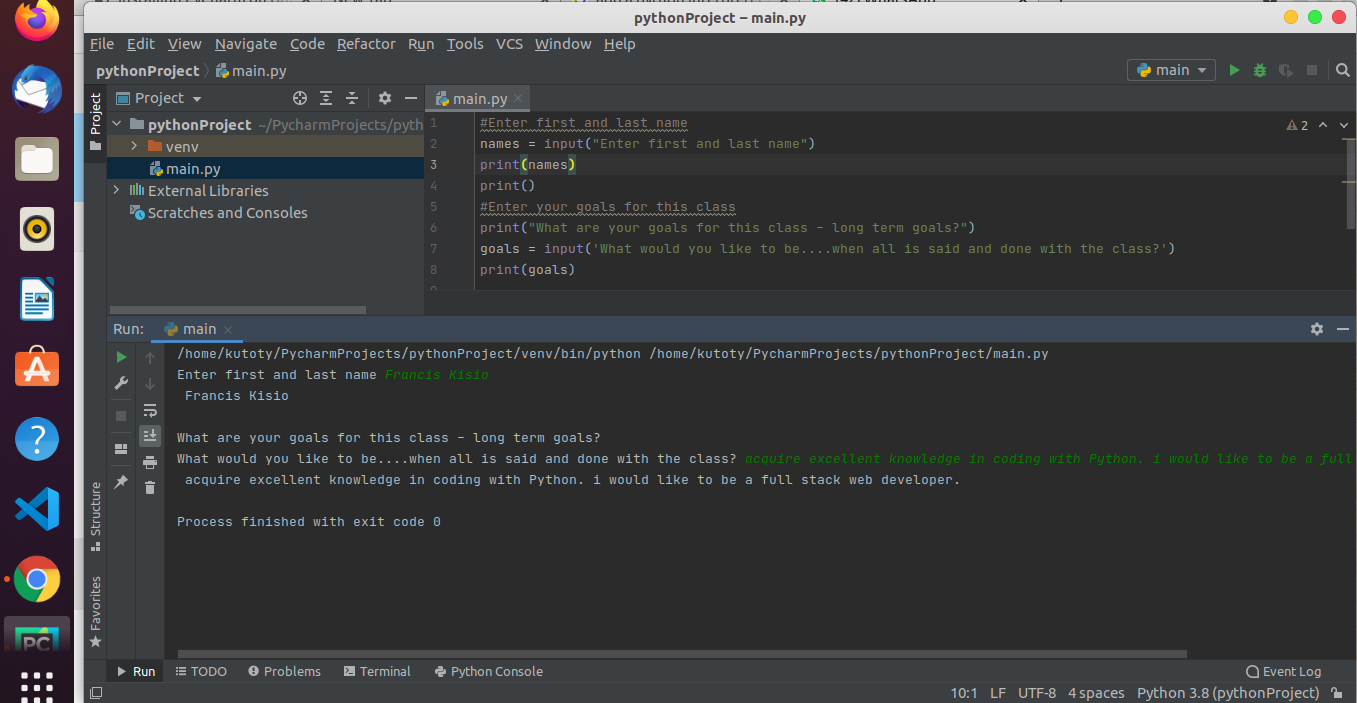 pythonProject – main.py
File Edit View Navigate Code Refactor Run Tools VCS Window Help
pythonProject main.py
main
Project
Project
main.py
pythonProject ~/PycharmProjects/pyth
venv
main.py
External Libraries
Scratches and Consoles
1 #Enter first and last name
2
2 names = input("Enter first and last name")
3 print(names)
4 print()
5 #Enter your goals for this class
6 print("What are your goals for this class – long term goals?")
7 goals = input('What would you like to be....when all is said and done with the class?')
8 print(goals)
Run: main
/home/kutoty/PycharmProjects/pythonProject/venv/bin/python /home/kutoty/PycharmProjects/pythonProject/main.py
Enter first and last name Francis Kisio
Francis Kisio
What are your goals for this class – long term goals?
What would you like to be....when all is said and done with the class? acquire excellent knowledge in coding with Python. i would like to be a full
acquire excellent knowledge in coding with Python. i would like to be a full stack web developer.
Process finished with exit code 0
Structure
Favorites
PC
Run TODO Problems Terminal Python Console Event Log
10:1 LF UTF-8 4 spaces Python 3.8 (pythonProject)